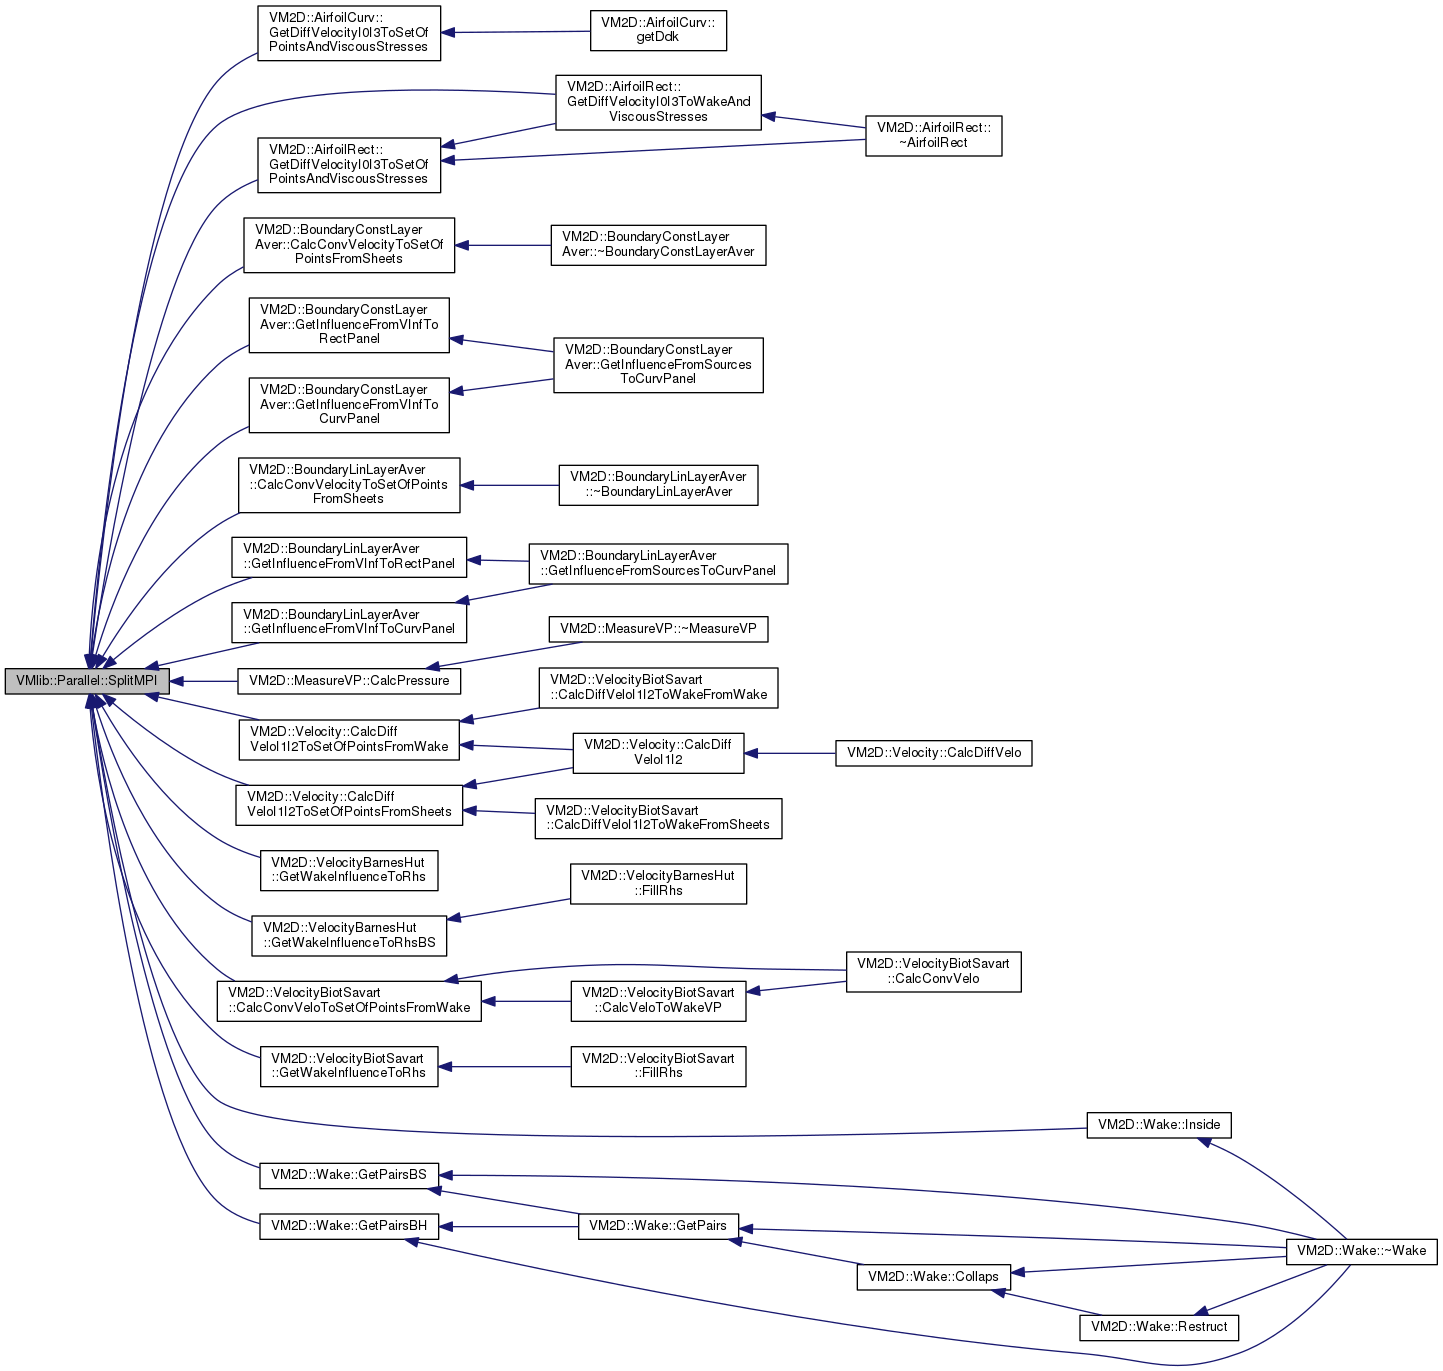 VM2D::AirfoilCurv::
GetDiffVelocityI0I3ToSetOf
PointsAndViscousStresses
VM2D::AirfoilCurv::
getDdk
VM2D::AirfoilRect::
GetDiffVelocityI0I3ToWakeAnd
ViscousStresses
VM2D::AirfoilRect::
~AirfoilRect
VM2D::AirfoilRect::
GetDiffVelocityI0I3ToSetOf
PointsAndViscousStresses
VM2D::BoundaryConstLayer
Aver::CalcConvVelocityToSetOf
PointsFromSheets
VM2D::BoundaryConstLayer
Aver::~BoundaryConstLayerAver
VM2D::BoundaryConstLayer
Aver::GetInfluenceFromVInfTo
RectPanel
VM2D::BoundaryConstLayer
Aver::GetInfluenceFromSources
ToCurvPanel
VM2D::BoundaryConstLayer
Aver::GetInfluenceFromVInfTo
CurvPanel
VM2D::BoundaryLinLayerAver
::CalcConvVelocityToSetOfPoints
FromSheets
VM2D::BoundaryLinLayerAver
::~BoundaryLinLayerAver
VM2D::BoundaryLinLayerAver
::GetInfluenceFromVInfToRectPanel
VM2D::BoundaryLinLayerAver
::GetInfluenceFromSourcesToCurvPanel
VM2D::BoundaryLinLayerAver
::GetInfluenceFromVInfToCurvPanel
VM2D::MeasureVP::~MeasureVP
VMlib::Parallel::SplitMPI
VM2D::MeasureVP::CalcPressure
VM2D::VelocityBiotSavart
::CalcDiffVeloI1I2ToWakeFromWake
VM2D::Velocity::CalcDiff
VeloI1I2ToSetOfPointsFromWake
VM2D::Velocity::CalcDiff
VeloI1I2
VM2D::Velocity::CalcDiffVelo
VM2D::Velocity::CalcDiff
VeloI1I2ToSetOfPointsFromSheets
VM2D::VelocityBiotSavart
::CalcDiffVeloI1I2ToWakeFromSheets
VM2D::VelocityBarnesHut
::GetWakeInfluenceToRhs
VM2D::VelocityBarnesHut
::FillRhs
VM2D::VelocityBarnesHut
::GetWakeInfluenceToRhsBS
VM2D::VelocityBiotSavart
::CalcConvVelo
VM2D::VelocityBiotSavart
::CalcConvVeloToSetOfPointsFromWake
VM2D::VelocityBiotSavart
::CalcVeloToWakeVP
VM2D::VelocityBiotSavart
::GetWakeInfluenceToRhs
VM2D::VelocityBiotSavart
::FillRhs
VM2D::Wake::Inside
VM2D::Wake::GetPairsBS
VM2D::Wake::GetPairsBH
VM2D::Wake::GetPairs
VM2D::Wake::~Wake
VM2D::Wake::Collaps
VM2D::Wake::Restruct